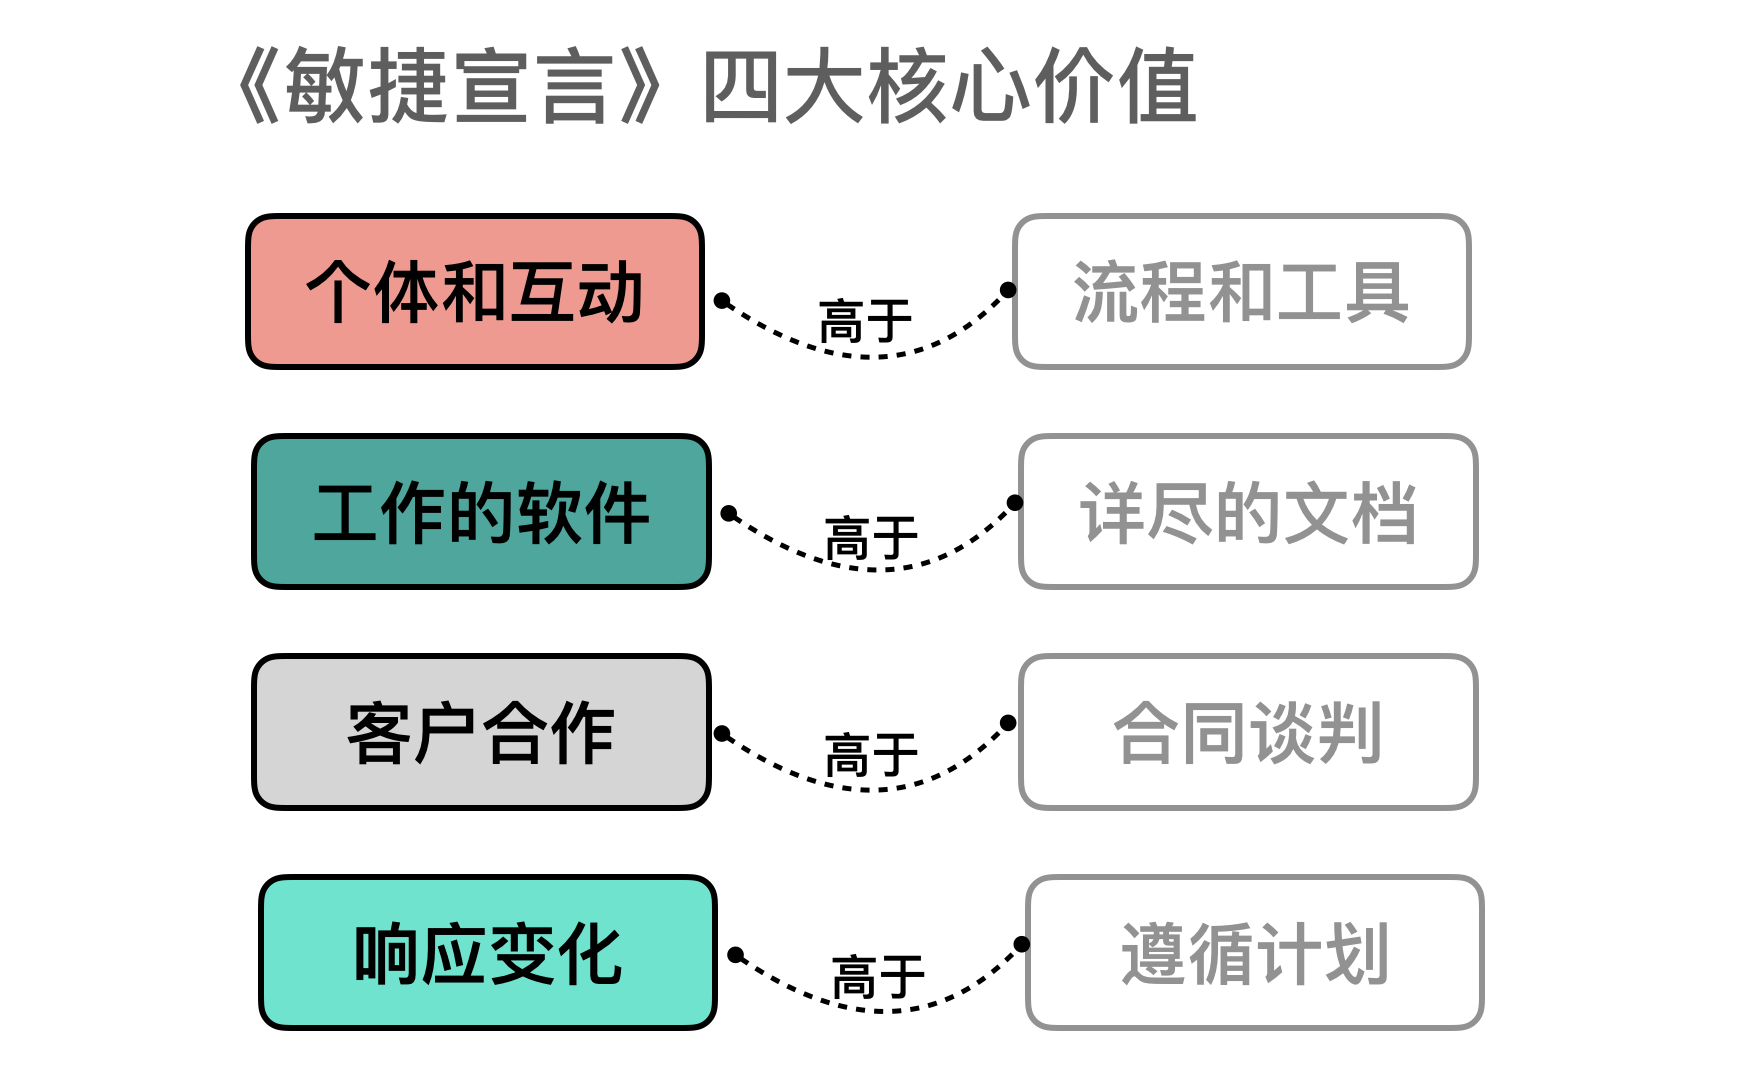 《敏捷宣言》四大核心价值
个体和互动
高于
流程和工具
工作的软件
高于
详尽的文档
客户合作
高于
合同谈判
响应变化
高于
遵循计划